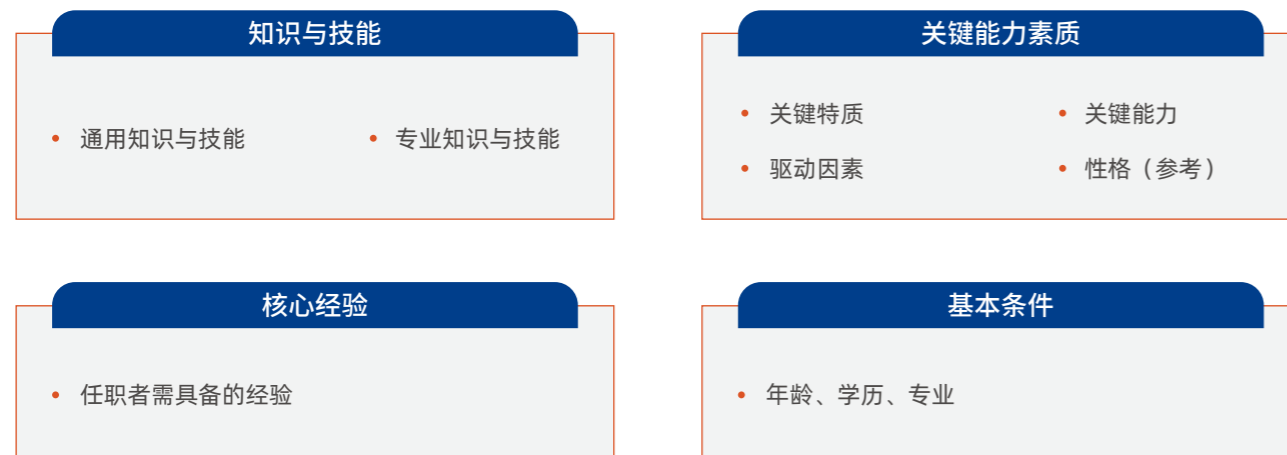 知识与技能
• 通用知识与技能
• 专业知识与技能
关键能力素质
• 关键特质
• 关键能力
• 驱动因素
• 性格（参考）
核心经验
• 任职者需具备的经验
基本条件
• 年龄、学历、专业